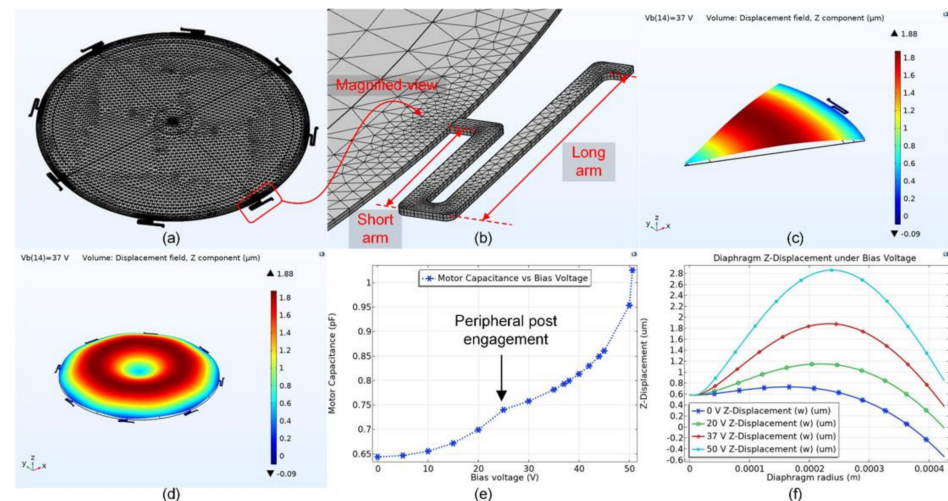 (a)
Magnified-view
Short
arm
Long
arm
(b)
Vb(14)=37 V Volume: Displacement field, Z component (µm)
▲ 1.88
1.8
1.6
1.4
1.2
1
0.8
0.6
0.4
0.2
0
▼ -0.09
y z x
(c)
Vb(14)=37 V Volume: Displacement field, Z component (µm)
▲ 1.88
1.8
1.6
1.4
1.2
1
0.8
0.6
0.4
0.2
0
▼ -0.09
y z x
(d)
Motor Capacitance vs Bias Voltage
Peripheral post
engagement
Motor Capacitance (pF)
1
0.95
0.9
0.85
0.8
0.75
0.7
0.65
0 10 20 30 40 50
Bias voltage (V)
(e)
Diaphragm Z-Displacement under Bias Voltage
Z-Displacement (um)
2.8
2.6
2.4
2.2
2
1.8
1.6
1.4
1.2
1
0.8
0.6
0.4
0.2
0
-0.2
-0.4
-0.6
0 V Z-Displacement (w) (um)
20 V Z-Displacement (w) (um)
37 V Z-Displacement (w) (um)
50 V Z-Displacement (w) (um)
0 0.0001 0.0002 0.0003 0.0004
Diaphragm radius (m)
(f)